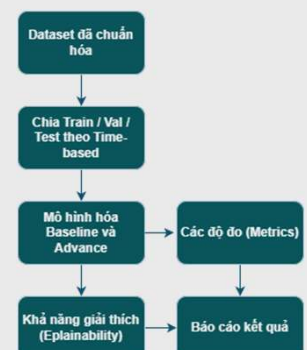 Dataset đã chuẩn
hóa
Chia Train / Val /
Test theo Time-
based
Mô hình hóa
Baseline và
Advance
Các độ đo (Metrics)
Khả năng giải thích
(Eplainability)
Báo cáo kết quả